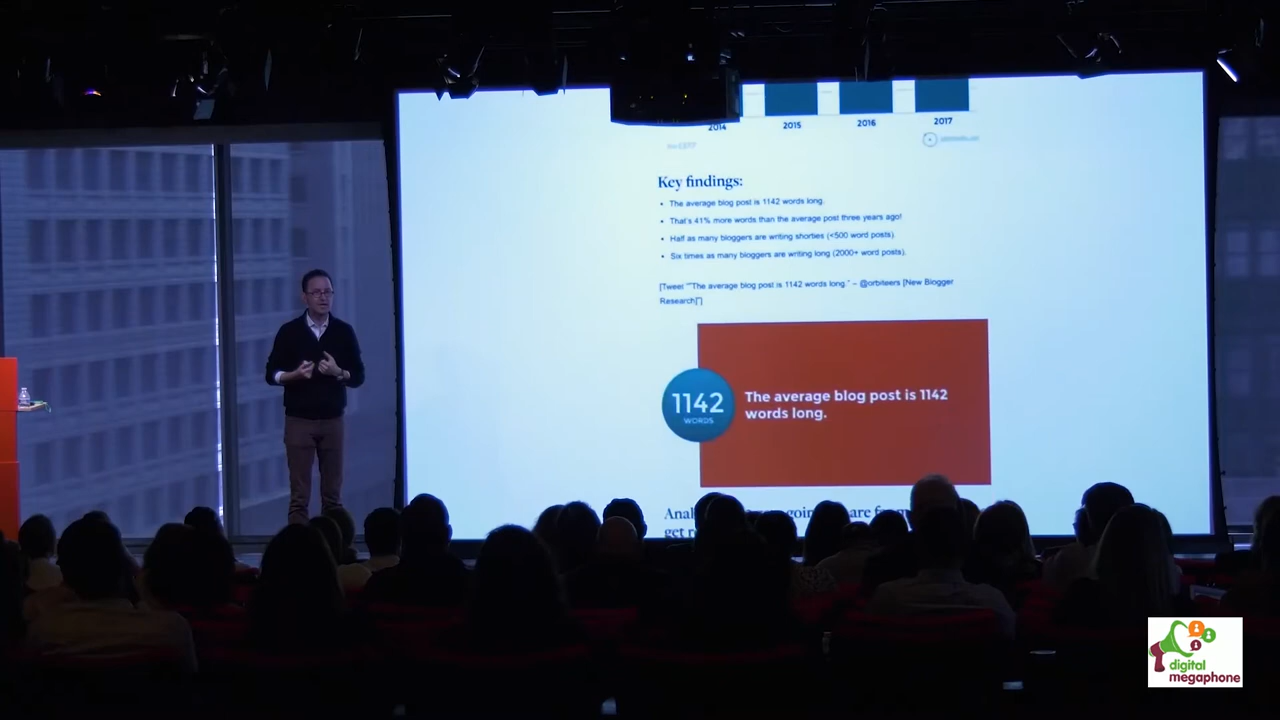 2014 2015 2016 2017
Key findings:
• The average blog post is 1142 words long.
• That's 41% more words than the average post three years ago!
• Half as many bloggers are writing shorties (<500 word posts).
• Six times as many bloggers are writing long (2000+ word posts).
[Tweet ""The average blog post is 1142 words long." – @orbiteers [New Blogger
Research]"]
1142
WORDS
The average blog post is 1142
words long.
get
digital
megaphone